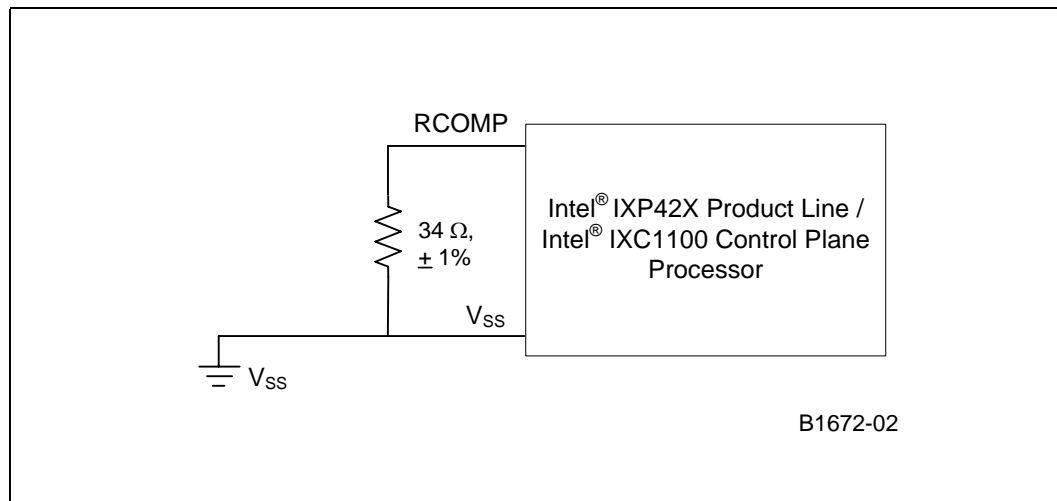 RCOMP
Intel® IXP42X Product Line /
Intel® IXC1100 Control Plane
Processor
34 Ω,
± 1%
VSS
VSS
B1672-02